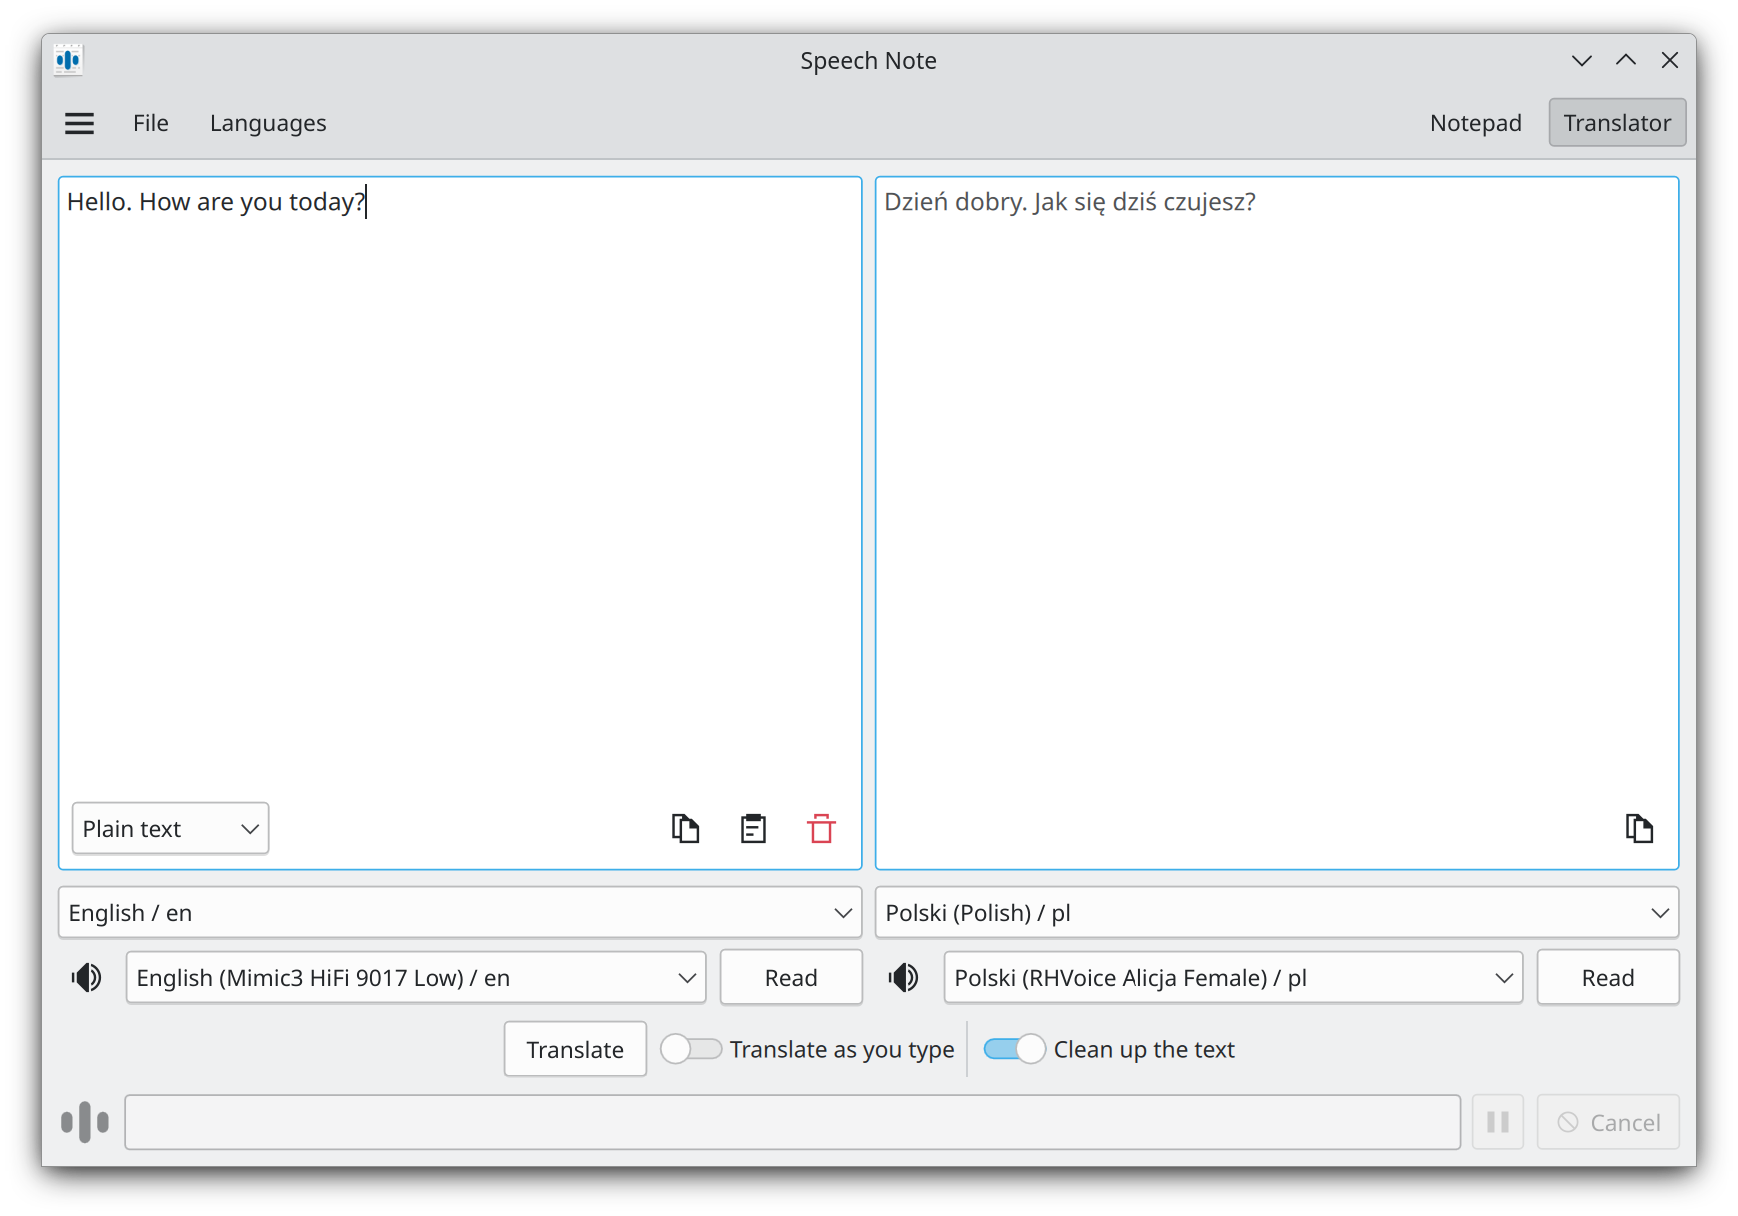 Speech Note
File
Languages
Notepad
Translator
Hello. How are you today?
Dzień dobry. Jak się dziś czujesz?
Plain text
English / en
Polski (Polish) / pl
English (Mimic3 HiFi 9017 Low) / en
Read
Polski (RHVoice Alicja Female) / pl
Read
Translate
Translate as you type
Clean up the text
Cancel